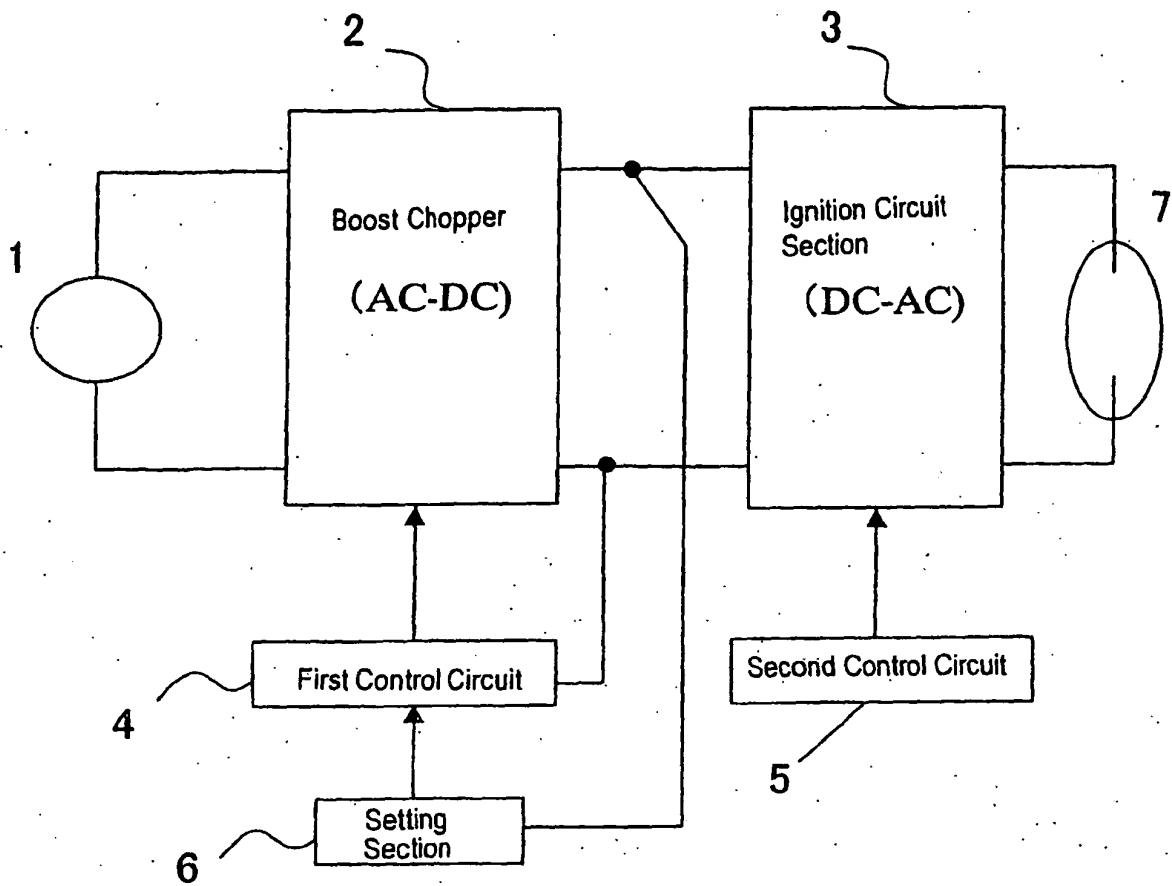 2
3
1
7
Boost Chopper
(AC-DC)
Ignition Circuit
Section
(DC-AC)
First Control Circuit
4
Second Control Circuit
5
Setting
Section
6